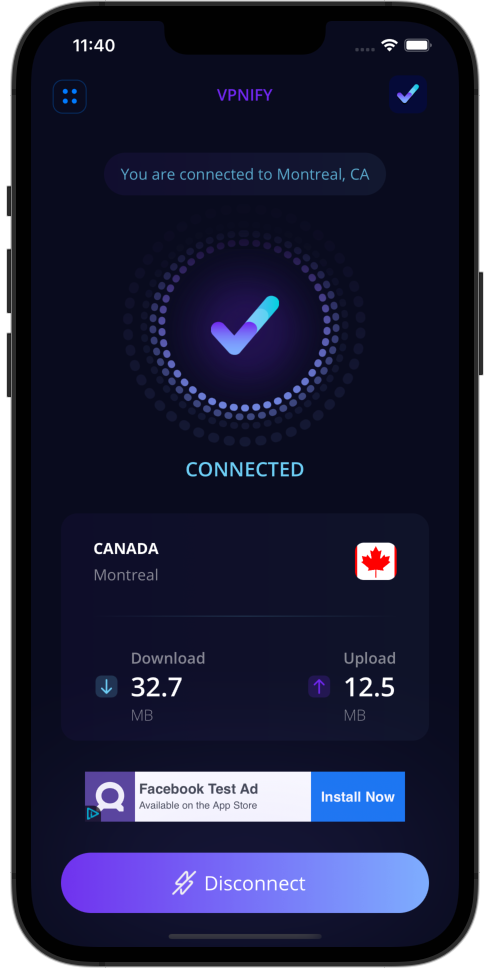 11:40
VPNIFY
You are connected to Montreal, CA
CONNECTED
CANADA
Montreal
Download
Upload
32.7
12.5
MB
MB
Facebook Test Ad
Available on the App Store
Install Now
Disconnect